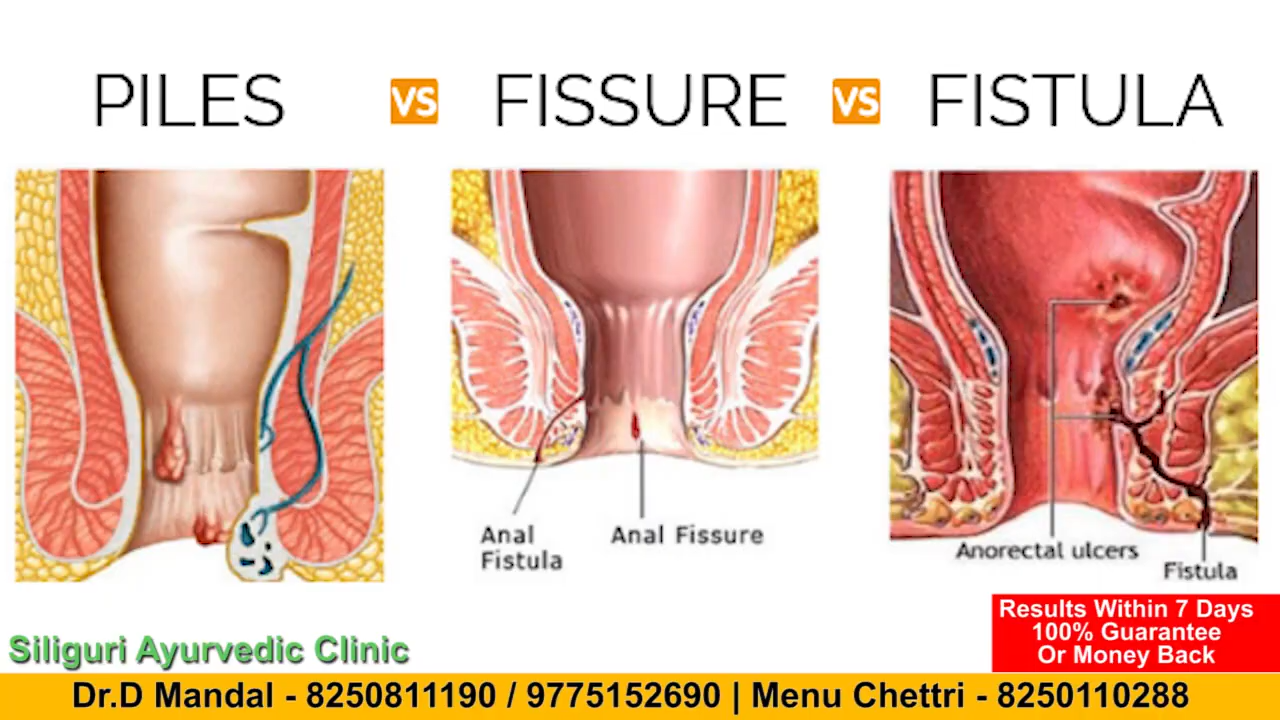 PILES VS FISSURE VS FISTULA
Anal
Fistula
Anal Fissure
Anorectal ulcers
Fistula
Results Within 7 Days
100% Guarantee
Or Money Back
Siliguri Ayurvedic Clinic
Dr.D Mandal - 8250811190 / 9775152690 | Menu Chettri - 8250110288